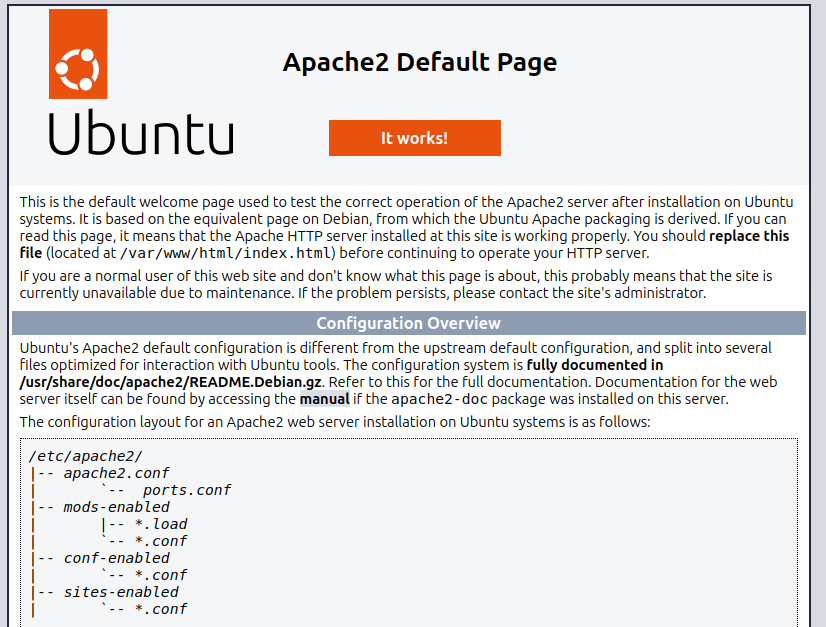 Apache2 Default Page
Ubuntu
It works!
This is the default welcome page used to test the correct operation of the Apache2 server after installation on Ubuntu
systems. It is based on the equivalent page on Debian, from which the Ubuntu Apache packaging is derived. If you can
read this page, it means that the Apache HTTP server installed at this site is working properly. You should replace this
file (located at /var/www/html/index.html) before continuing to operate your HTTP server.
If you are a normal user of this web site and don't know what this page is about, this probably means that the site is
currently unavailable due to maintenance. If the problem persists, please contact the site's administrator.
Configuration Overview
Ubuntu's Apache2 default configuration is different from the upstream default configuration, and split into several
files optimized for interaction with Ubuntu tools. The configuration system is fully documented in
/usr/share/doc/apache2/README.Debian.gz. Refer to this for the full documentation. Documentation for the web
server itself can be found by accessing the manual if the apache2-doc package was installed on this server.
The configuration layout for an Apache2 web server installation on Ubuntu systems is as follows:
/etc/apache2/
|-- apache2.conf
|       `--  ports.conf
|-- mods-enabled
|       |-- *.load
|       `-- *.conf
|-- conf-enabled
|       `-- *.conf
|-- sites-enabled
|       `-- *.conf